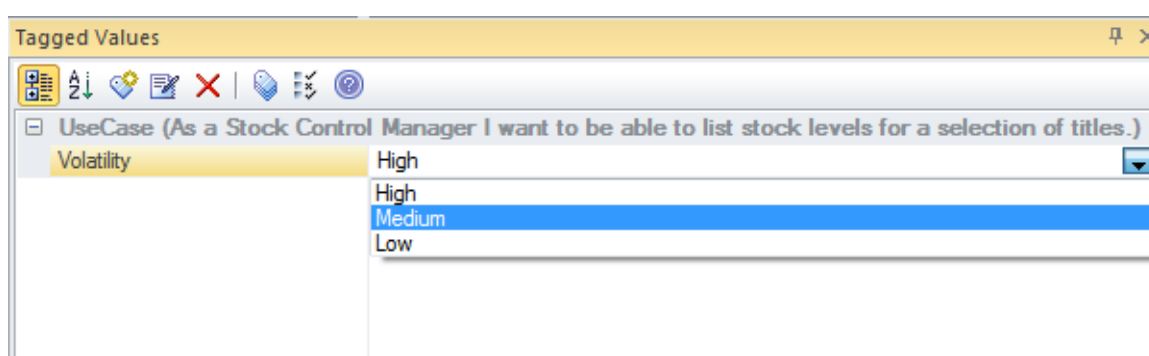 Tagged Values
UseCase (As a Stock Control Manager I want to be able to list stock levels for a selection of titles.)
Volatility High
High
Medium
Low